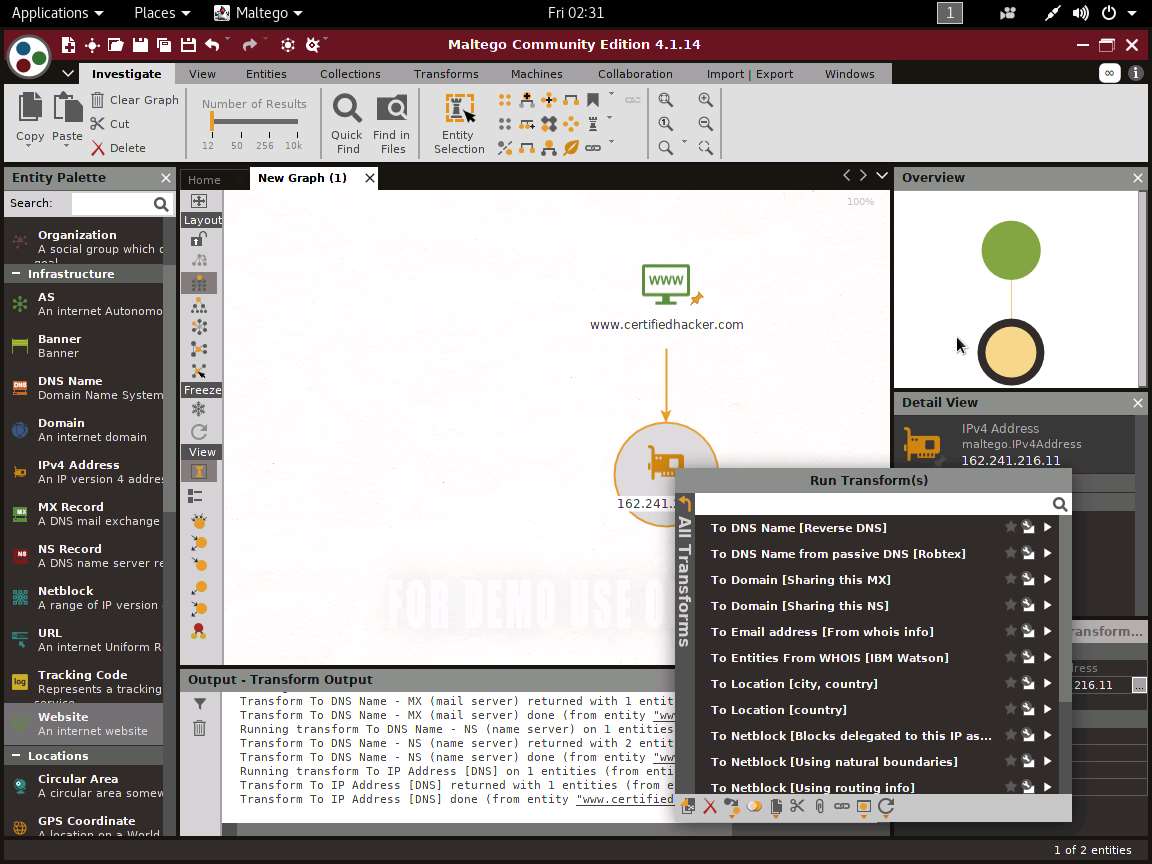 Applications Places Maltego Fri 02:31 1
Maltego Community Edition 4.1.14
Investigate View Entities Collections Transforms Machines Collaboration Import | Export Windows
Copy
Paste
Clear Graph
Cut
Delete
Number of Results
12 50 256 10k
Quick Find
Find in Files
Entity Selection
Entity Palette
Search:
Organization
A social group which
Infrastructure
AS
An internet Autonomo
Banner
Banner
DNS Name
Domain Name System
Domain
An internet domain
IPv4 Address
An IP version 4 addre
MX Record
A DNS mail exchange
NS Record
A DNS name server re
Netblock
A range of IP version
URL
An internet Uniform R
Tracking Code
Represents a tracking
Website
An internet website
Locations
Circular Area
A circular area somew
GPS Coordinate
A location on a World
Home New Graph (1)
Layout
Freeze
View
100%
WWW
www.certifiedhacker.com
162.241.
FOR DEMO USE O
Output - Transform Output
Transform To DNS Name - MX (mail server) returned with 1 entit
Transform To DNS Name - MX (mail server) done (from entity "ww
Running transform To DNS Name - NS (name server) on 1 entities
Transform To DNS Name - NS (name server) returned with 2 entit
Transform To DNS Name - NS (name server) done (from entity "ww
Running transform To IP Address [DNS] on 1 entities (from enti
Transform To IP Address [DNS] returned with 1 entities (from e
Transform To IP Address [DNS] done (from entity "www.certified
Overview
Detail View
IPv4 Address
maltego.IPv4Address
162.241.216.11
Run Transform(s)
All Transforms
To DNS Name [Reverse DNS]
To DNS Name from passive DNS [Robtex]
To Domain [Sharing this MX]
To Domain [Sharing this NS]
To Email address [From whois info]
To Entities From WHOIS [IBM Watson]
To Location [city, country]
To Location [country]
To Netblock [Blocks delegated to this IP as...
To Netblock [Using natural boundaries]
To Netblock [Using routing info]
ransform...
ress
216.11 ...
1 of 2 entities